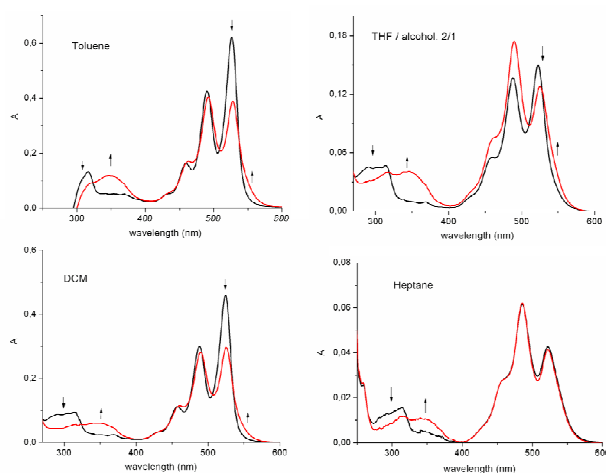 Toluene
0,6
0,4
0,2
0,0
A
300
400
500
600
wavelength (nm)
THF / alcohol. 2/1
0,18
0,12
0,06
0,00
A
300
400
500
600
wavelength (nm)
DCM
0,6
0,4
0,2
0,0
A
300
400
500
600
wavelength (nm)
Heptane
0,08
0,06
0,04
0,02
0,00
A
300
400
500
600
wavelength (nm)